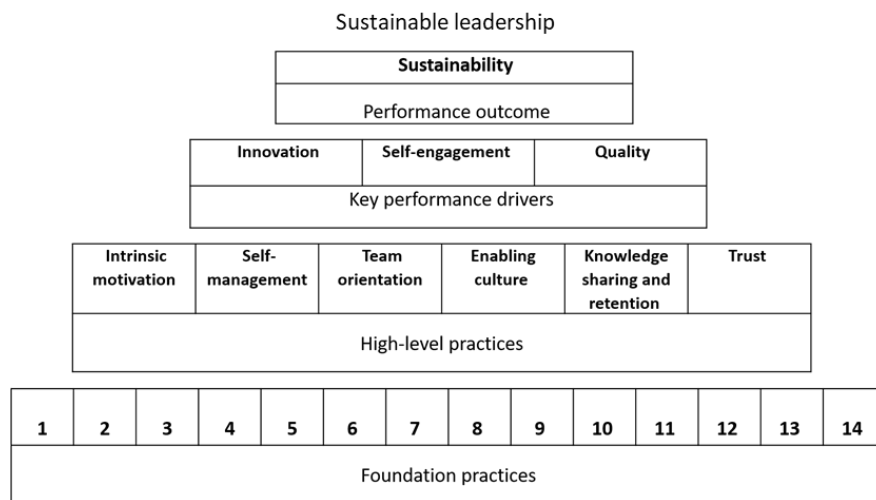 Sustainable leadership
Sustainability
Performance outcome
Innovation Self-engagement Quality
Key performance drivers
Intrinsic Self- Team Enabling Knowledge Trust
motivation management orientation culture sharing and
retention
High-level practices
1 2 3 4 5 6 7 8 9 10 11 12 13 14
Foundation practices